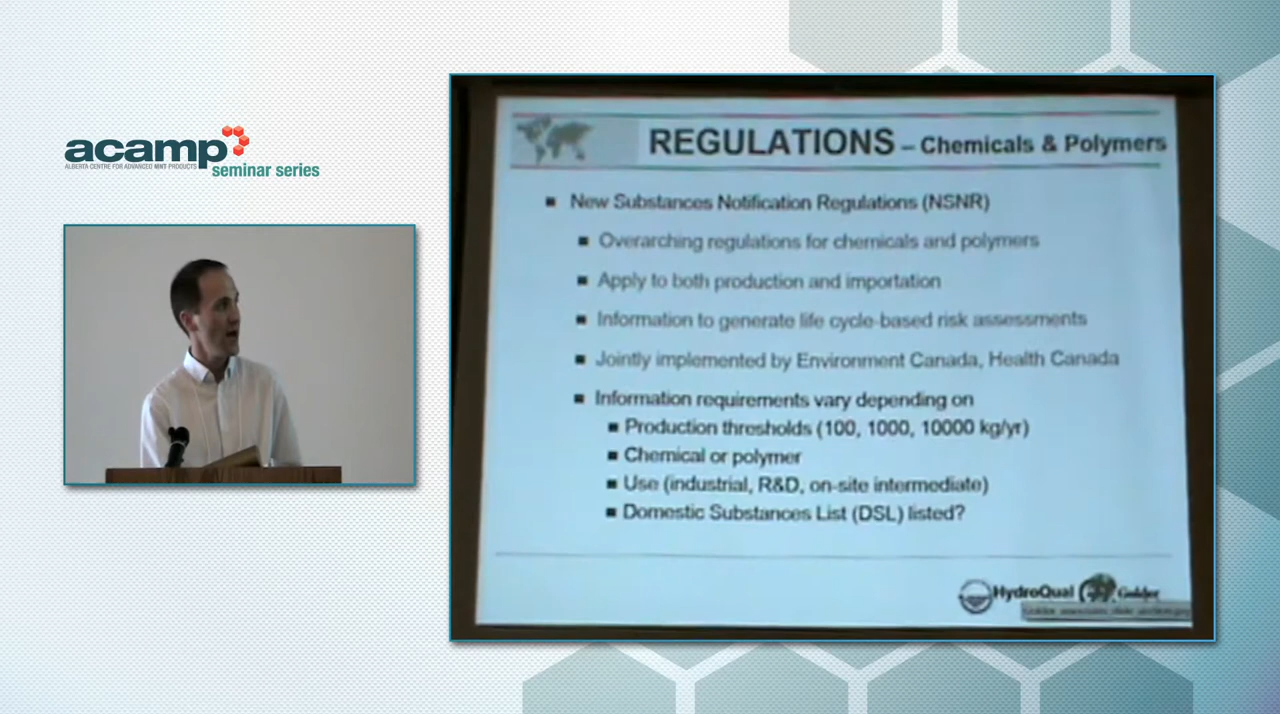 acamp
ALBERTA CENTRE FOR ADVANCED MNT PRODUCTS
seminar series
REGULATIONS – Chemicals & Polymers
New Substances Notification Regulations (NSNR)
Overarching regulations for chemicals and polymers
Apply to both production and importation
Information to generate life cycle-based risk assessments
Jointly implemented by Environment Canada, Health Canada
Information requirements vary depending on
Production thresholds (100, 1000, 10000 kg/yr)
Chemical or polymer
Use (industrial, R&D, on-site intermediate)
Domestic Substances List (DSL) listed?
HydroQual Golder